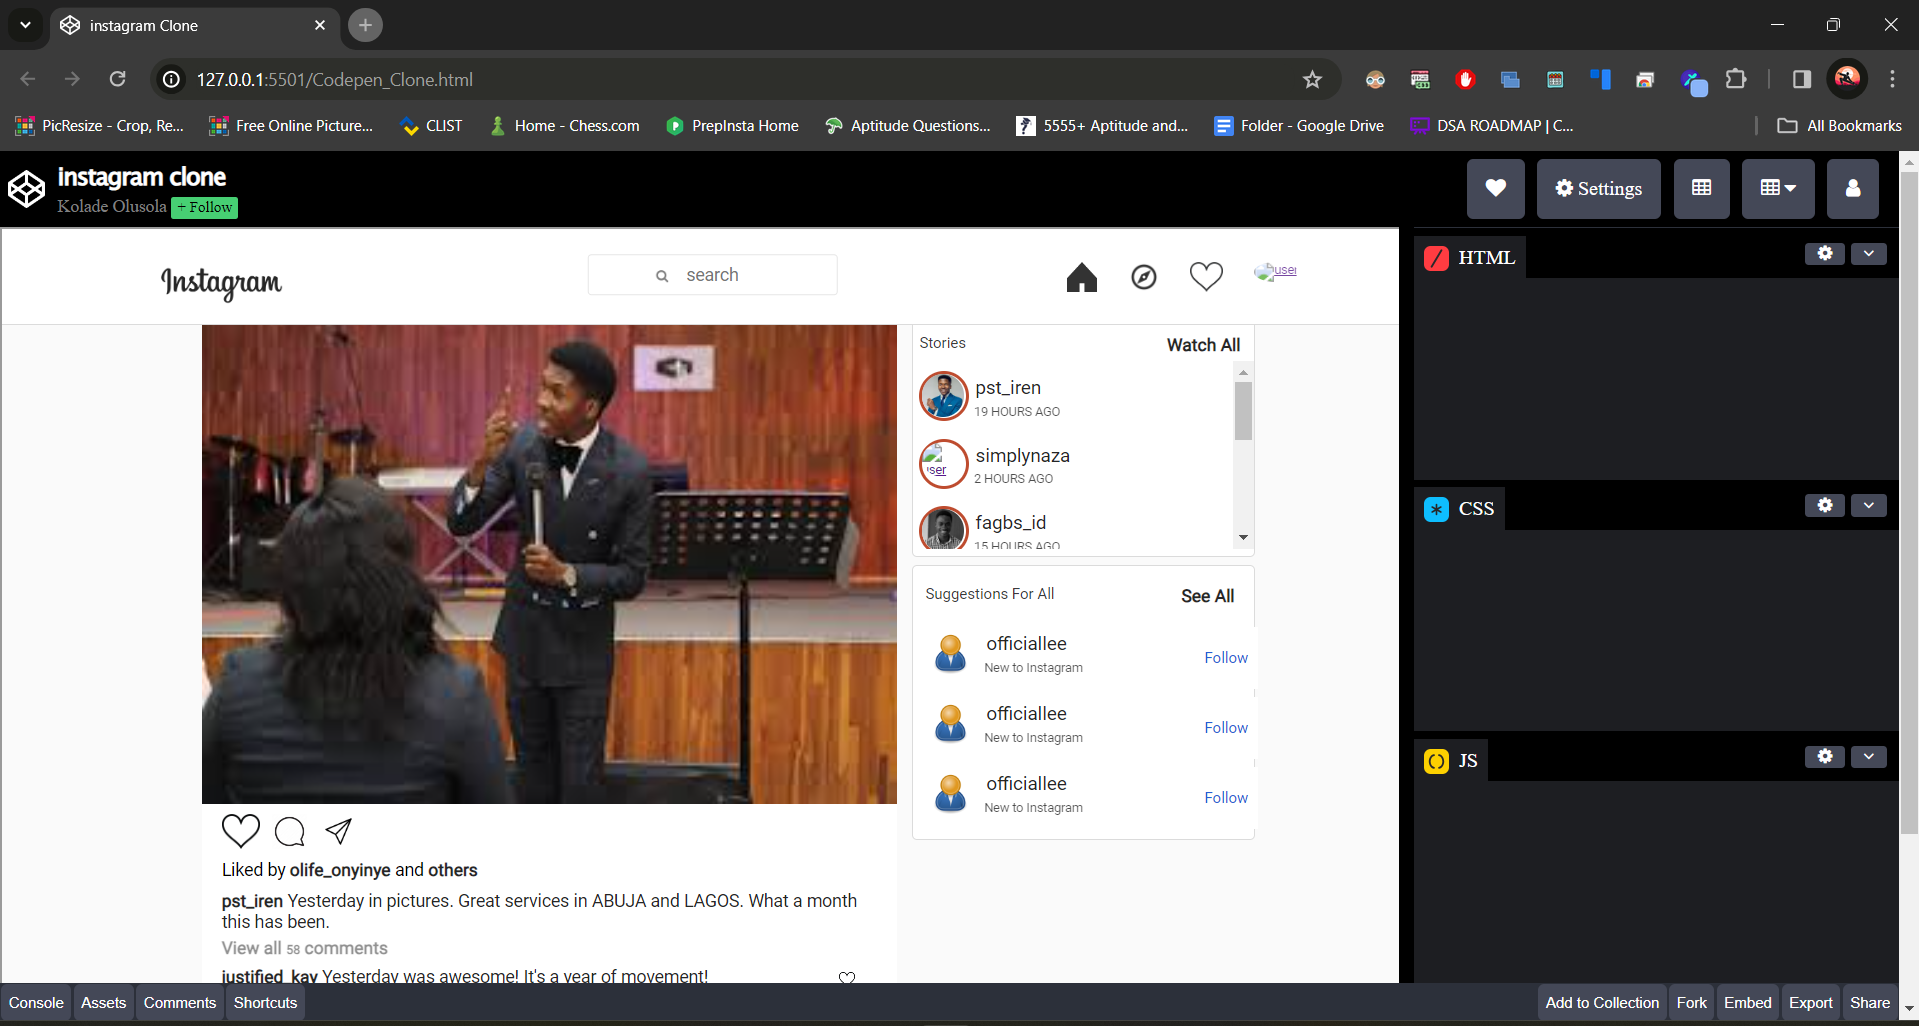 instagram Clone
127.0.0.1:5501/Codepen_Clone.html
PicResize - Crop, Re... Free Online Picture... CLIST Home - Chess.com PrepInsta Home Aptitude Questions... 5555+ Aptitude and... Folder - Google Drive DSA ROADMAP | C... All Bookmarks
instagram clone
Kolade Olusola + Follow
Settings
Instagram
search
user
HTML
Stories Watch All
pst_iren
19 HOURS AGO
simplynaza
user
2 HOURS AGO
fagbs_id
15 HOURS AGO
CSS
Suggestions For All See All
officiallee
New to Instagram
Follow
officiallee
New to Instagram
Follow
officiallee
New to Instagram
Follow
JS
Liked by olife_onyinye and others
pst_iren Yesterday in pictures. Great services in ABUJA and LAGOS. What a month
this has been.
View all 58 comments
justified_kay Yesterday was awesome! It's a year of movement!
Console Assets Comments Shortcuts Add to Collection Fork Embed Export Share